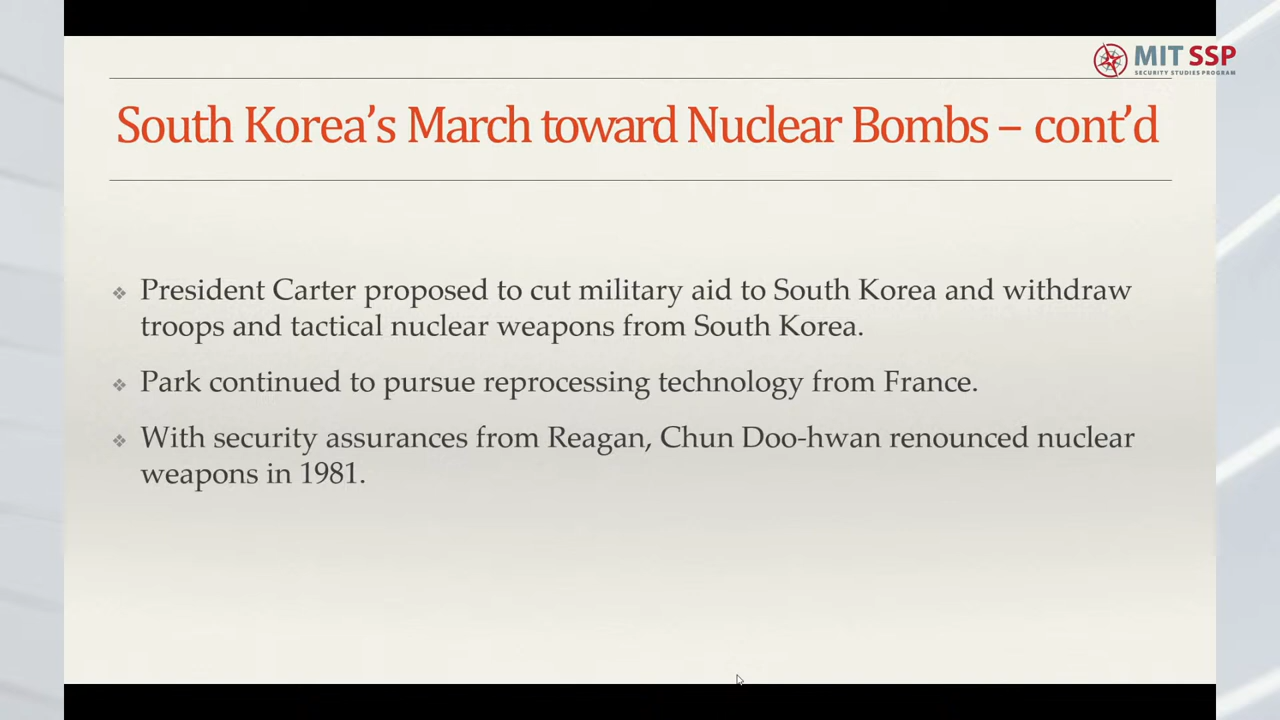 MIT SSP
SECURITY STUDIES PROGRAM
South Korea's March toward Nuclear Bombs – cont'd
❖ President Carter proposed to cut military aid to South Korea and withdraw
troops and tactical nuclear weapons from South Korea.
❖ Park continued to pursue reprocessing technology from France.
❖ With security assurances from Reagan, Chun Doo-hwan renounced nuclear
weapons in 1981.